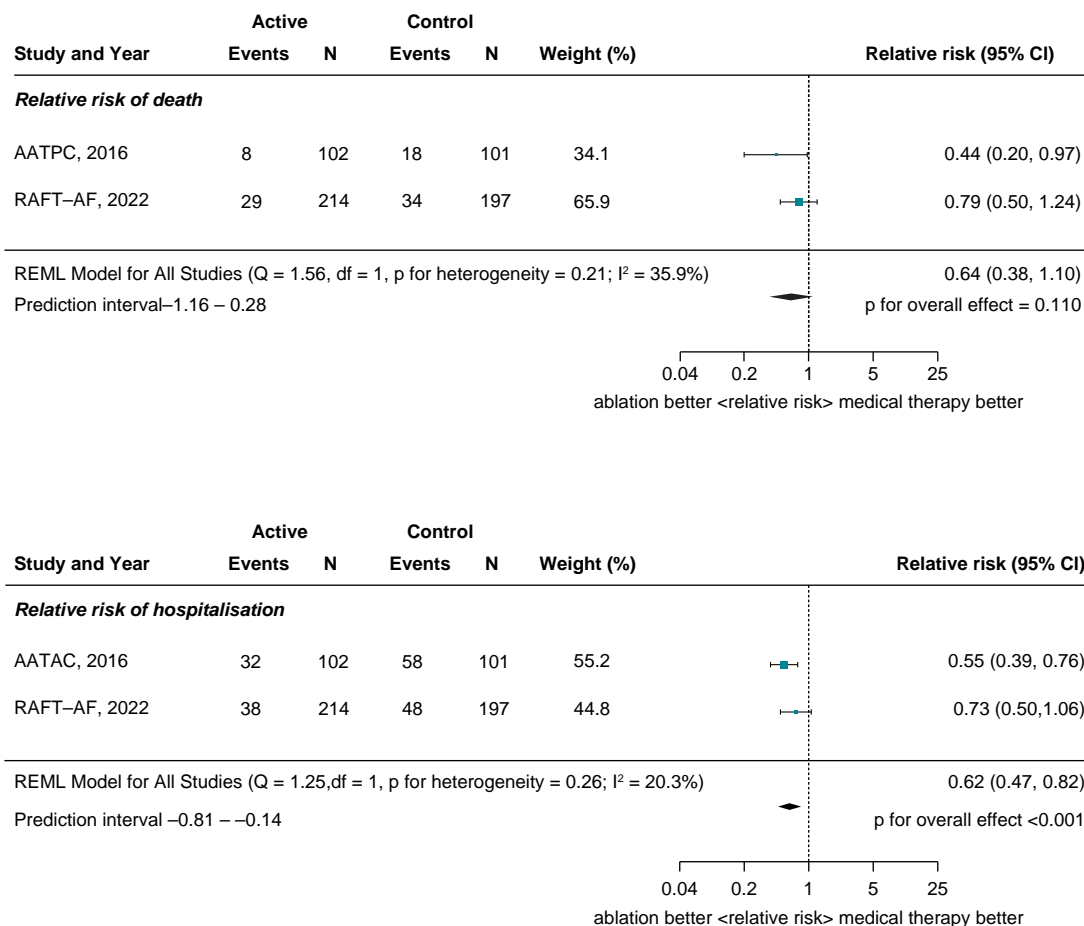 Active Control
Study and Year Events N Events N Weight (%) Relative risk (95% CI)
Relative risk of death
AATPC, 2016 8 102 18 101 34.1 0.44 (0.20, 0.97)
RAFT–AF, 2022 29 214 34 197 65.9 0.79 (0.50, 1.24)
REML Model for All Studies (Q = 1.56, df = 1, p for heterogeneity = 0.21; I² = 35.9%) 0.64 (0.38, 1.10)
Prediction interval–1.16 – 0.28 p for overall effect = 0.110
0.04 0.2 1 5 25
ablation better <relative risk> medical therapy better
Active Control
Study and Year Events N Events N Weight (%) Relative risk (95% CI)
Relative risk of hospitalisation
AATAC, 2016 32 102 58 101 55.2 0.55 (0.39, 0.76)
RAFT–AF, 2022 38 214 48 197 44.8 0.73 (0.50,1.06)
REML Model for All Studies (Q = 1.25,df = 1, p for heterogeneity = 0.26; I² = 20.3%) 0.62 (0.47, 0.82)
Prediction interval –0.81 – –0.14 p for overall effect <0.001
0.04 0.2 1 5 25
ablation better <relative risk> medical therapy better